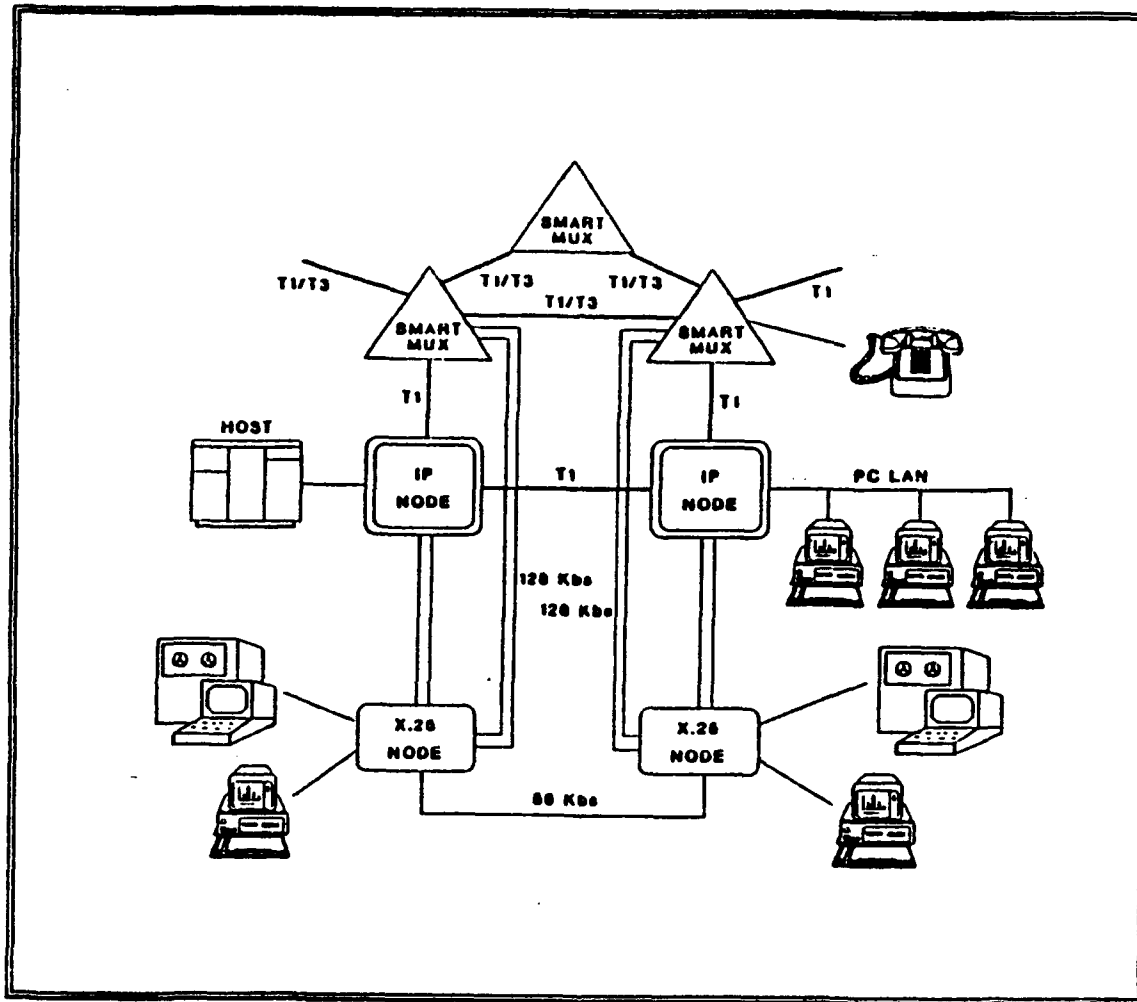 SMART
MUX
T1/T3
T1/T3
T1/T3
T1/T3
T1
SMART
MUX
SMART
MUX
T1
T1
HOST
IP
NODE
T1
IP
NODE
PC LAN
128 Kbs
128 Kbs
X.25
NODE
X.25
NODE
56 Kbs